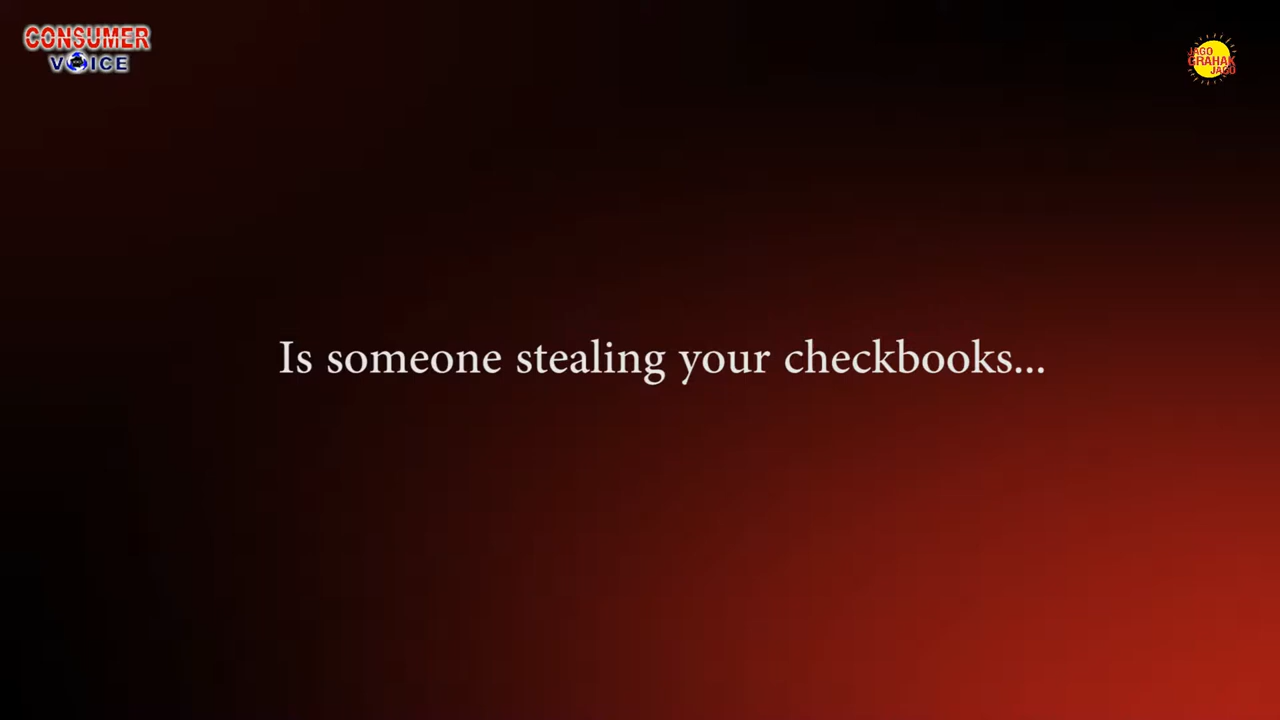 CONSUMER
VOICE
JAGO
GRAHAK
JAGO
Is someone stealing your checkbooks...